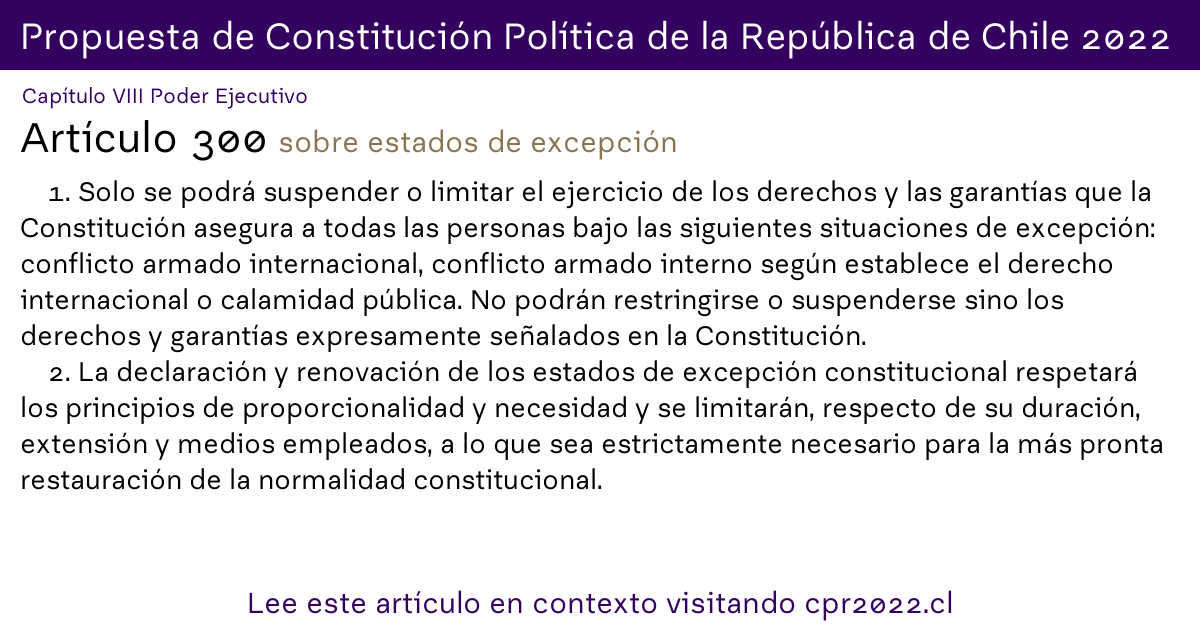 Propuesta de Constitución Política de la República de Chile 2022
Capítulo VIII Poder Ejecutivo
Artículo 300 sobre estados de excepción
1. Solo se podrá suspender o limitar el ejercicio de los derechos y las garantías que la
Constitución asegura a todas las personas bajo las siguientes situaciones de excepción:
conflicto armado internacional, conflicto armado interno según establece el derecho
internacional o calamidad pública. No podrán restringirse o suspenderse sino los
derechos y garantías expresamente señalados en la Constitución.
2. La declaración y renovación de los estados de excepción constitucional respetará
los principios de proporcionalidad y necesidad y se limitarán, respecto de su duración,
extensión y medios empleados, a lo que sea estrictamente necesario para la más pronta
restauración de la normalidad constitucional.
Lee este artículo en contexto visitando cpr2022.cl